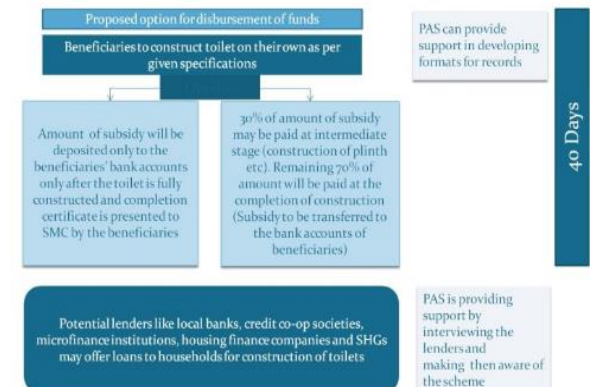 Proposed option for disbursement of funds
Beneficiaries to construct toilet on their own as per
given specifications
PAS can provide
support in developing
formats for records
Amount of subsidy will be
deposited only to the
beneficiaries' bank accounts
only after the toilet is fully
constructed and completion
certificate is presented to
SMC by the beneficiaries
30% of amount of subsidy
may be paid at intermediate
stage (construction of plinth
etc). Remaining 70% of
amount will be paid at the
completion of construction
(Subsidy to be transferred to
the bank accounts of
beneficiaries)
40 Days
Potential lenders like local banks, credit co-op societies,
microfinance institutions, housing finance companies and SHGs
may offer loans to households for construction of toilets
PAS is providing
support by
interviewing the
lenders and
making then aware of
the scheme